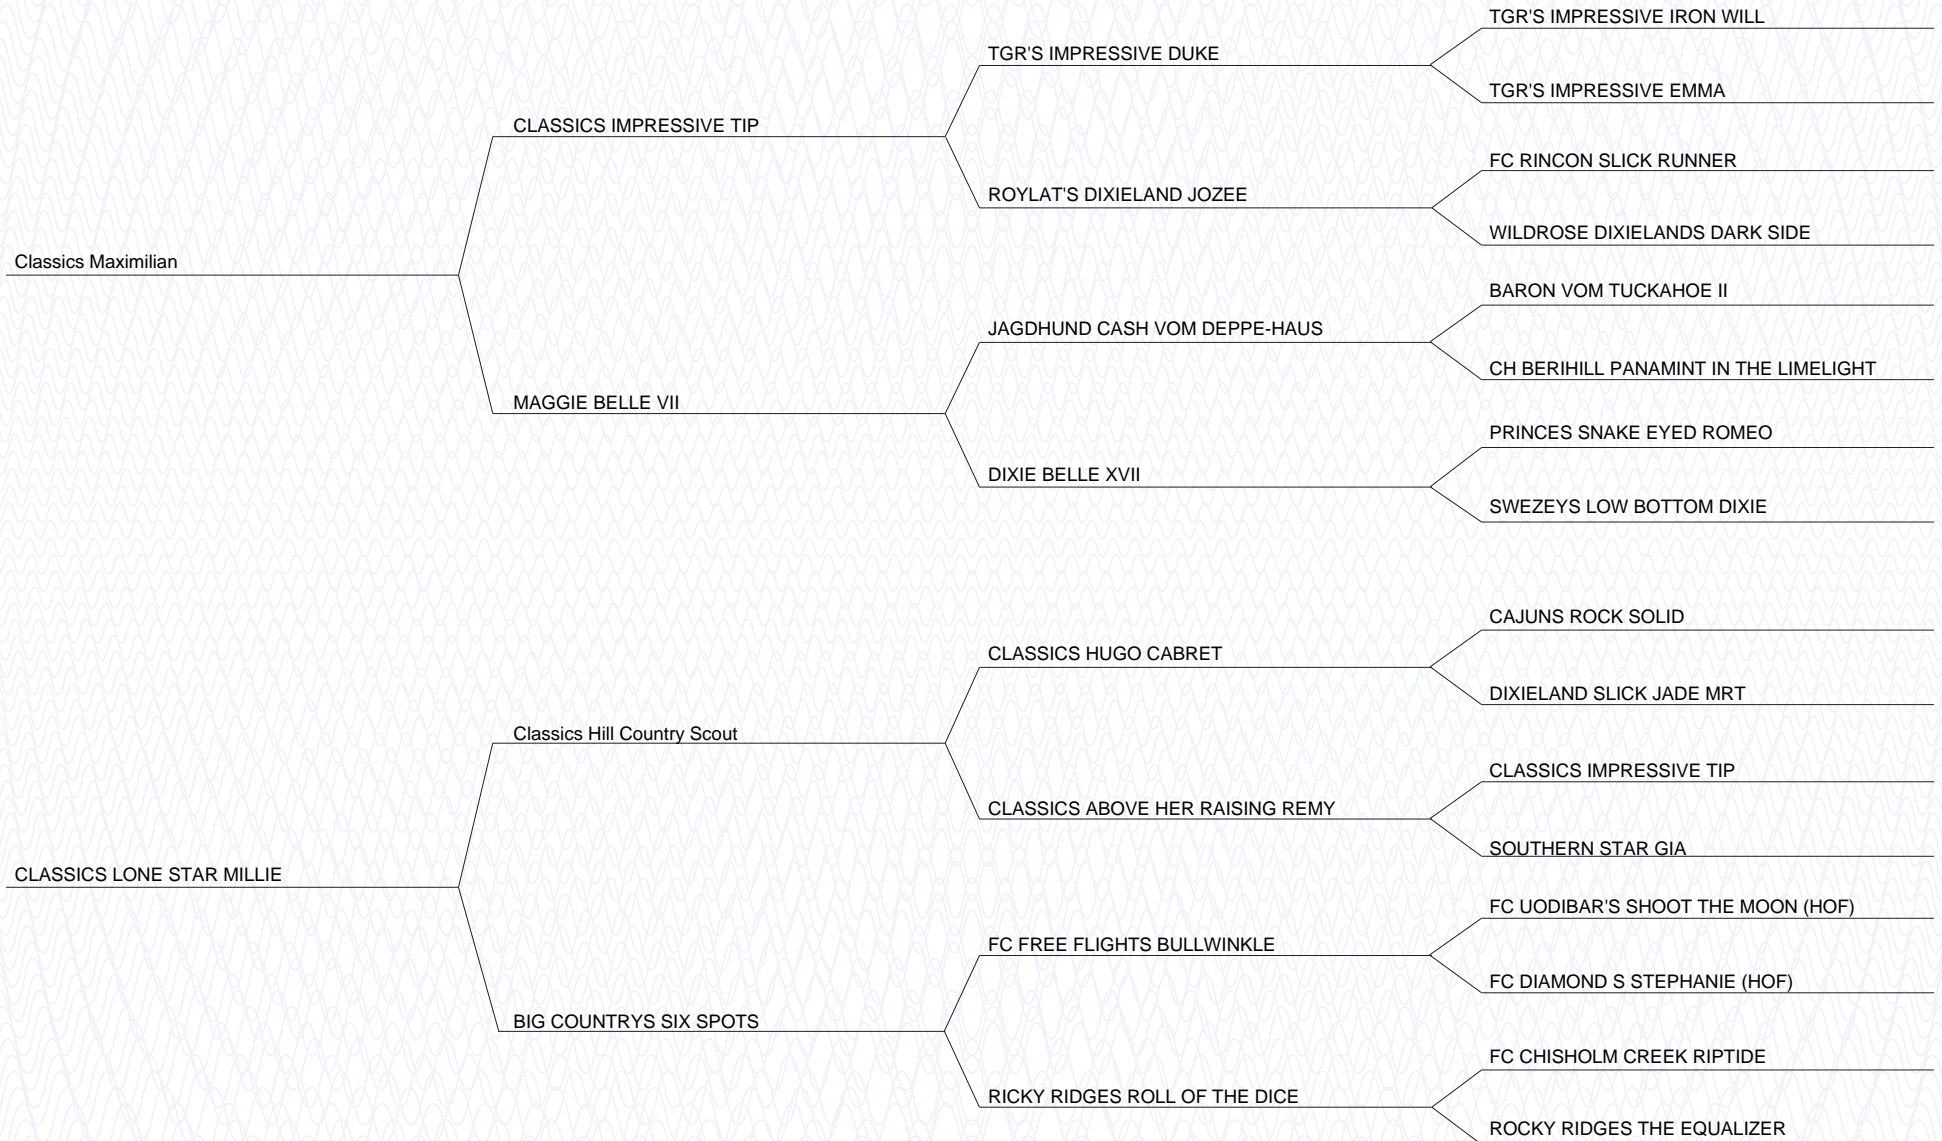 TGR'S IMPRESSIVE IRON WILL
TGR'S IMPRESSIVE DUKE
TGR'S IMPRESSIVE EMMA
CLASSICS IMPRESSIVE TIP
FC RINCON SLICK RUNNER
ROYLAT'S DIXIELAND JOZEE
WILDROSE DIXIELANDS DARK SIDE
Classics Maximilian
BARON VOM TUCKAHOE II
JAGDHUND CASH VOM DEPPE-HAUS
CH BERIHILL PANAMINT IN THE LIMELIGHT
MAGGIE BELLE VII
PRINCES SNAKE EYED ROMEO
DIXIE BELLE XVII
SWEZEYS LOW BOTTOM DIXIE
CAJUNS ROCK SOLID
CLASSICS HUGO CABRET
DIXIELAND SLICK JADE MRT
Classics Hill Country Scout
CLASSICS IMPRESSIVE TIP
CLASSICS ABOVE HER RAISING REMY
SOUTHERN STAR GIA
CLASSICS LONE STAR MILLIE
FC UODIBAR'S SHOOT THE MOON (HOF)
FC FREE FLIGHTS BULLWINKLE
FC DIAMOND S STEPHANIE (HOF)
BIG COUNTRYS SIX SPOTS
FC CHISHOLM CREEK RIPTIDE
RICKY RIDGES ROLL OF THE DICE
ROCKY RIDGES THE EQUALIZER